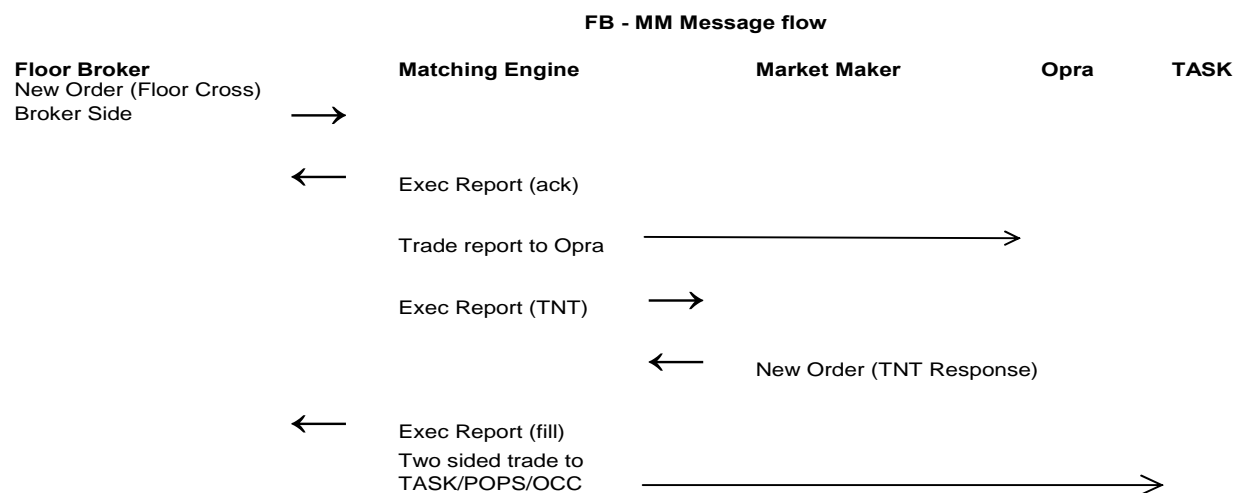 FB - MM Message flow
Floor Broker Matching Engine Market Maker Opra TASK
New Order (Floor Cross)
Broker Side
Exec Report (ack)
Trade report to Opra
Exec Report (TNT)
New Order (TNT Response)
Exec Report (fill)
Two sided trade to
TASK/POPS/OCC